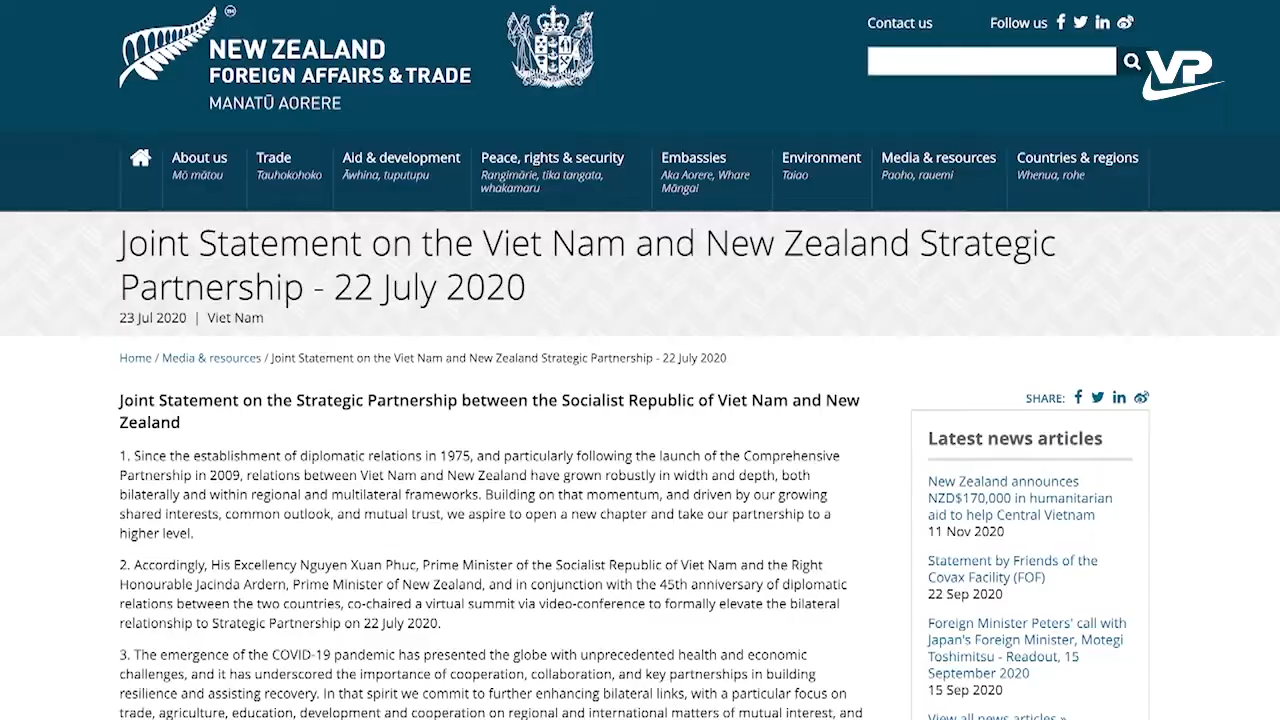 NEW ZEALAND
FOREIGN AFFAIRS & TRADE
MANATŪ AORERE
Contact us
Follow us
VP
About us
Mō mātou
Trade
Tauhokohoko
Aid & development
Āwhina, tuputupu
Peace, rights & security
Rangimārie, tika tangata,
whakamaru
Embassies
Aka Aorere, Whare
Māngai
Environment
Taiao
Media & resources
Paoho, rauemi
Countries & regions
Whenua, rohe
Joint Statement on the Viet Nam and New Zealand Strategic
Partnership - 22 July 2020
23 Jul 2020 | Viet Nam
Home / Media & resources / Joint Statement on the Viet Nam and New Zealand Strategic Partnership - 22 July 2020
Joint Statement on the Strategic Partnership between the Socialist Republic of Viet Nam and New
Zealand
1. Since the establishment of diplomatic relations in 1975, and particularly following the launch of the Comprehensive
Partnership in 2009, relations between Viet Nam and New Zealand have grown robustly in width and depth, both
bilaterally and within regional and multilateral frameworks. Building on that momentum, and driven by our growing
shared interests, common outlook, and mutual trust, we aspire to open a new chapter and take our partnership to a
higher level.
2. Accordingly, His Excellency Nguyen Xuan Phuc, Prime Minister of the Socialist Republic of Viet Nam and the Right
Honourable Jacinda Ardern, Prime Minister of New Zealand, and in conjunction with the 45th anniversary of diplomatic
relations between the two countries, co-chaired a virtual summit via video-conference to formally elevate the bilateral
relationship to Strategic Partnership on 22 July 2020.
3. The emergence of the COVID-19 pandemic has presented the globe with unprecedented health and economic
challenges, and it has underscored the importance of cooperation, collaboration, and key partnerships in building
resilience and assisting recovery. In that spirit we commit to further enhancing bilateral links, with a particular focus on
trade, agriculture, education, development and cooperation on regional and international matters of mutual interest, and
SHARE:
Latest news articles
New Zealand announces
NZD$170,000 in humanitarian
aid to help Central Vietnam
11 Nov 2020
Statement by Friends of the
Covax Facility (FOF)
22 Sep 2020
Foreign Minister Peters' call with
Japan's Foreign Minister, Motegi
Toshimitsu - Readout, 15
September 2020
15 Sep 2020
View all news articles »